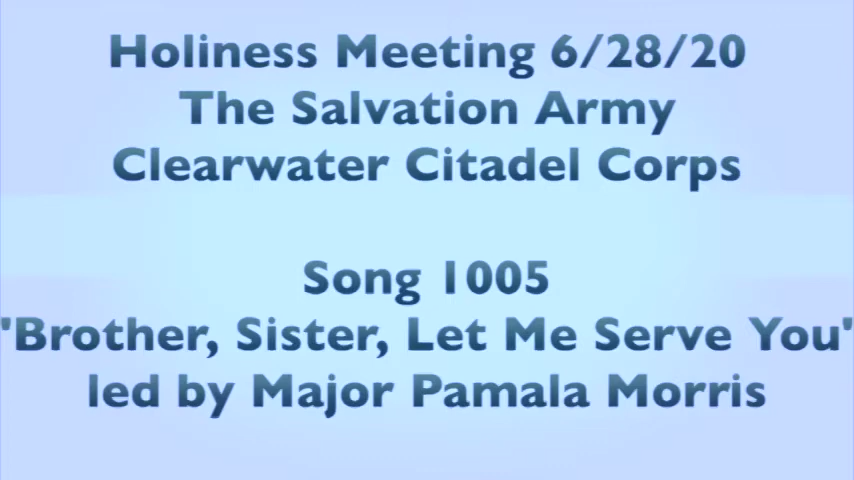 Holiness Meeting 6/28/20
The Salvation Army
Clearwater Citadel Corps
Song 1005
'Brother, Sister, Let Me Serve You'
led by Major Pamala Morris